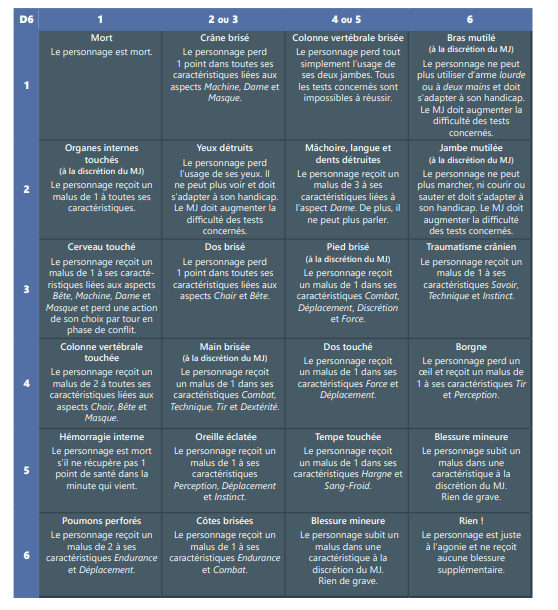 D6 1 2 ou 3 4 ou 5 6
1
Mort
Le personnage est mort.
Crâne brisé
Le personnage perd
1 point dans toutes ses
caractéristiques liées aux
aspects Machine, Dame et
Masque.
Colonne vertébrale brisée
Le personnage perd tout
simplement l'usage de
ses deux jambes. Tous
les tests concernés sont
impossibles à réussir.
Bras mutilé
(à la discrétion du MJ)
Le personnage ne peut
plus utiliser d'arme lourde
ou à deux mains et doit
s'adapter à son handicap.
Le MJ doit augmenter la
difficulté des tests
concernés.
2
Organes internes
touchés
(à la discrétion du MJ)
Le personnage reçoit un
malus de 1 à toutes ses
caractéristiques.
Yeux détruits
Le personnage perd
l'usage de ses yeux. Il
ne peut plus voir et doit
s'adapter à son handicap.
Le MJ doit augmenter la
difficulté des tests
concernés.
Mâchoire, langue et
dents détruites
Le personnage reçoit un
malus de 3 à ses
caractéristiques liées à
l'aspect Dame. De plus, il
ne peut plus parler.
Jambe mutilée
(à la discrétion du MJ)
Le personnage ne peut
plus marcher, ni courir ou
sauter et doit s'adapter à
son handicap. Le MJ doit
augmenter la difficulté
des tests concernés.
3
Cerveau touché
Le personnage reçoit un
malus de 1 à ses caracté-
ristiques liées aux aspects
Bête, Machine, Dame et
Masque et perd une action
de son choix par tour en
phase de conflit.
Dos brisé
Le personnage perd
1 point dans toutes ses
caractéristiques liées aux
aspects Chair et Bête.
Pied brisé
(à la discrétion du MJ)
Le personnage reçoit
un malus de 1 dans ses
caractéristiques Combat,
Déplacement, Discrétion
et Force.
Traumatisme crânien
Le personnage reçoit un
malus de 1 à ses
caractéristiques Savoir,
Technique et Instinct.
4
Colonne vertébrale
touchée
Le personnage reçoit un
malus de 2 à toutes ses
caractéristiques liées aux
aspects Chair, Bête et
Masque.
Main brisée
(à la discrétion du MJ)
Le personnage reçoit
un malus de 1 dans ses
caractéristiques Combat,
Technique, Tir et Dextérité.
Dos touché
Le personnage reçoit
un malus de 1 dans ses
caractéristiques Force et
Déplacement.
Borgne
Le personnage perd un
œil et reçoit un malus de
1 à ses caractéristiques Tir
et Perception.
5
Hémorragie interne
Le personnage est mort
s'il ne récupère pas 1
point de santé dans la
minute qui vient.
Oreille éclatée
Le personnage reçoit un
malus de 1 à ses
caractéristiques
Perception, Déplacement
et Instinct.
Tempe touchée
Le personnage reçoit
un malus de 1 dans ses
caractéristiques Hargne et
Sang-Froid.
Blessure mineure
Le personnage subit un
malus dans une
caractéristique à la
discrétion du MJ.
Rien de grave.
6
Poumons perforés
Le personnage reçoit un
malus de 2 à ses
caractéristiques Endurance
et Déplacement.
Côtes brisées
Le personnage reçoit un
malus de 1 à ses
caractéristiques Endurance
et Combat.
Blessure mineure
Le personnage subit un
malus dans une
caractéristique à la
discrétion du MJ.
Rien de grave.
Rien !
Le personnage est juste
à l'agonie et ne reçoit
aucune blessure
supplémentaire.